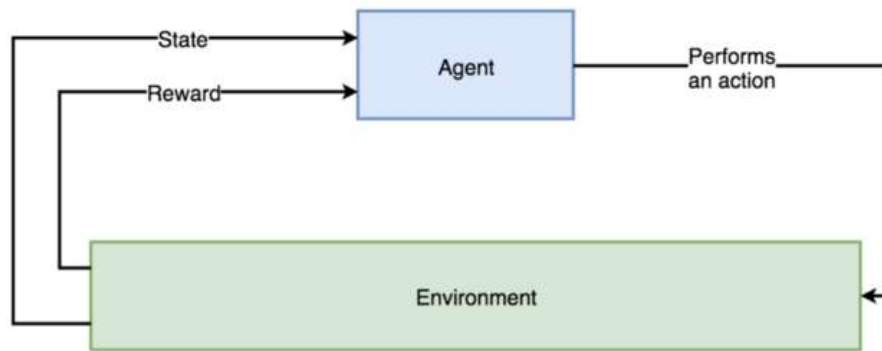 State
Agent
Performs
an action
Reward
Environment